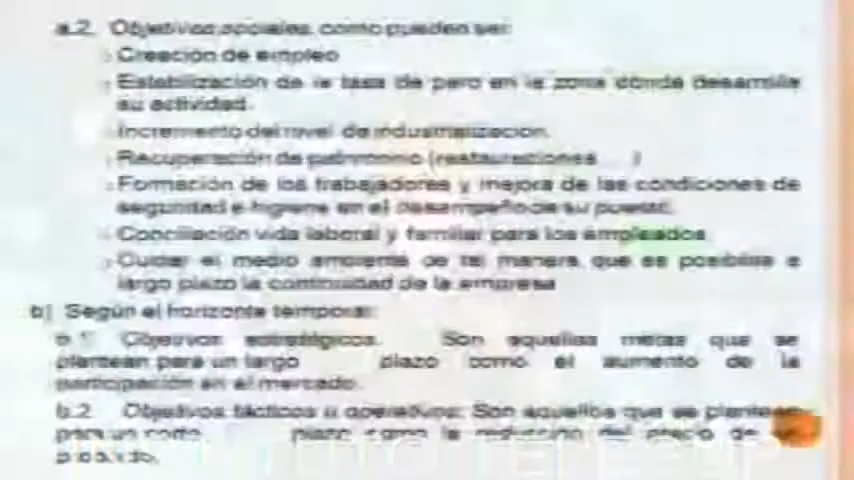 a.2. Objetivos sociales, como pueden ser:
Creación de empleo
Estabilización de la tasa de paro en la zona donde desarrolla
su actividad.
Incremento del nivel de industrialización.
Recuperación de patrimonio (restauraciones ... )
Formación de los trabajadores y mejora de las condiciones de
seguridad e higiene en el desempeño de su puesto.
Conciliación vida laboral y familiar para los empleados
Cuidar el medio ambiente de tal manera que se posibilite a
largo plazo la continuidad de la empresa
b) Según el horizonte temporal:
b.1. Objetivos estratégicos. Son aquellas metas que se
plantean para un largo plazo como el aumento de la
participación en el mercado.
b.2. Objetivos tácticos u operativos: Son aquellos que se plantean
para un corto plazo como la reducción del precio de un
producto.